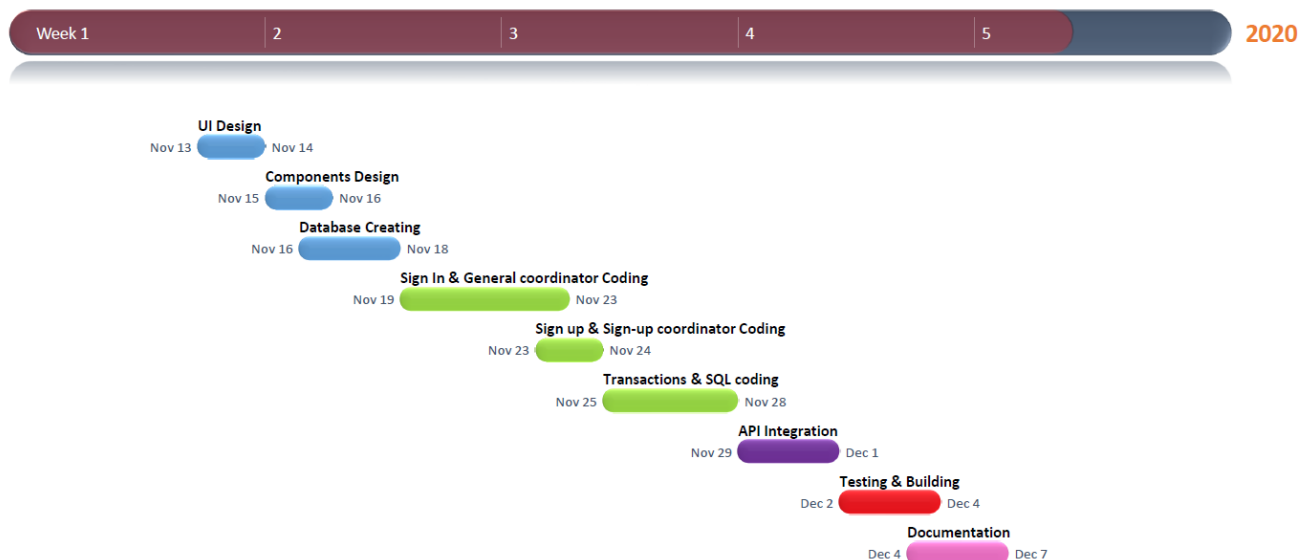 Week 1 2 3 4 5 2020
UI Design
Nov 13 Nov 14
Components Design
Nov 15 Nov 16
Database Creating
Nov 16 Nov 18
Sign In & General coordinator Coding
Nov 19 Nov 23
Sign up & Sign-up coordinator Coding
Nov 23 Nov 24
Transactions & SQL coding
Nov 25 Nov 28
API Integration
Nov 29 Dec 1
Testing & Building
Dec 2 Dec 4
Documentation
Dec 4 Dec 7